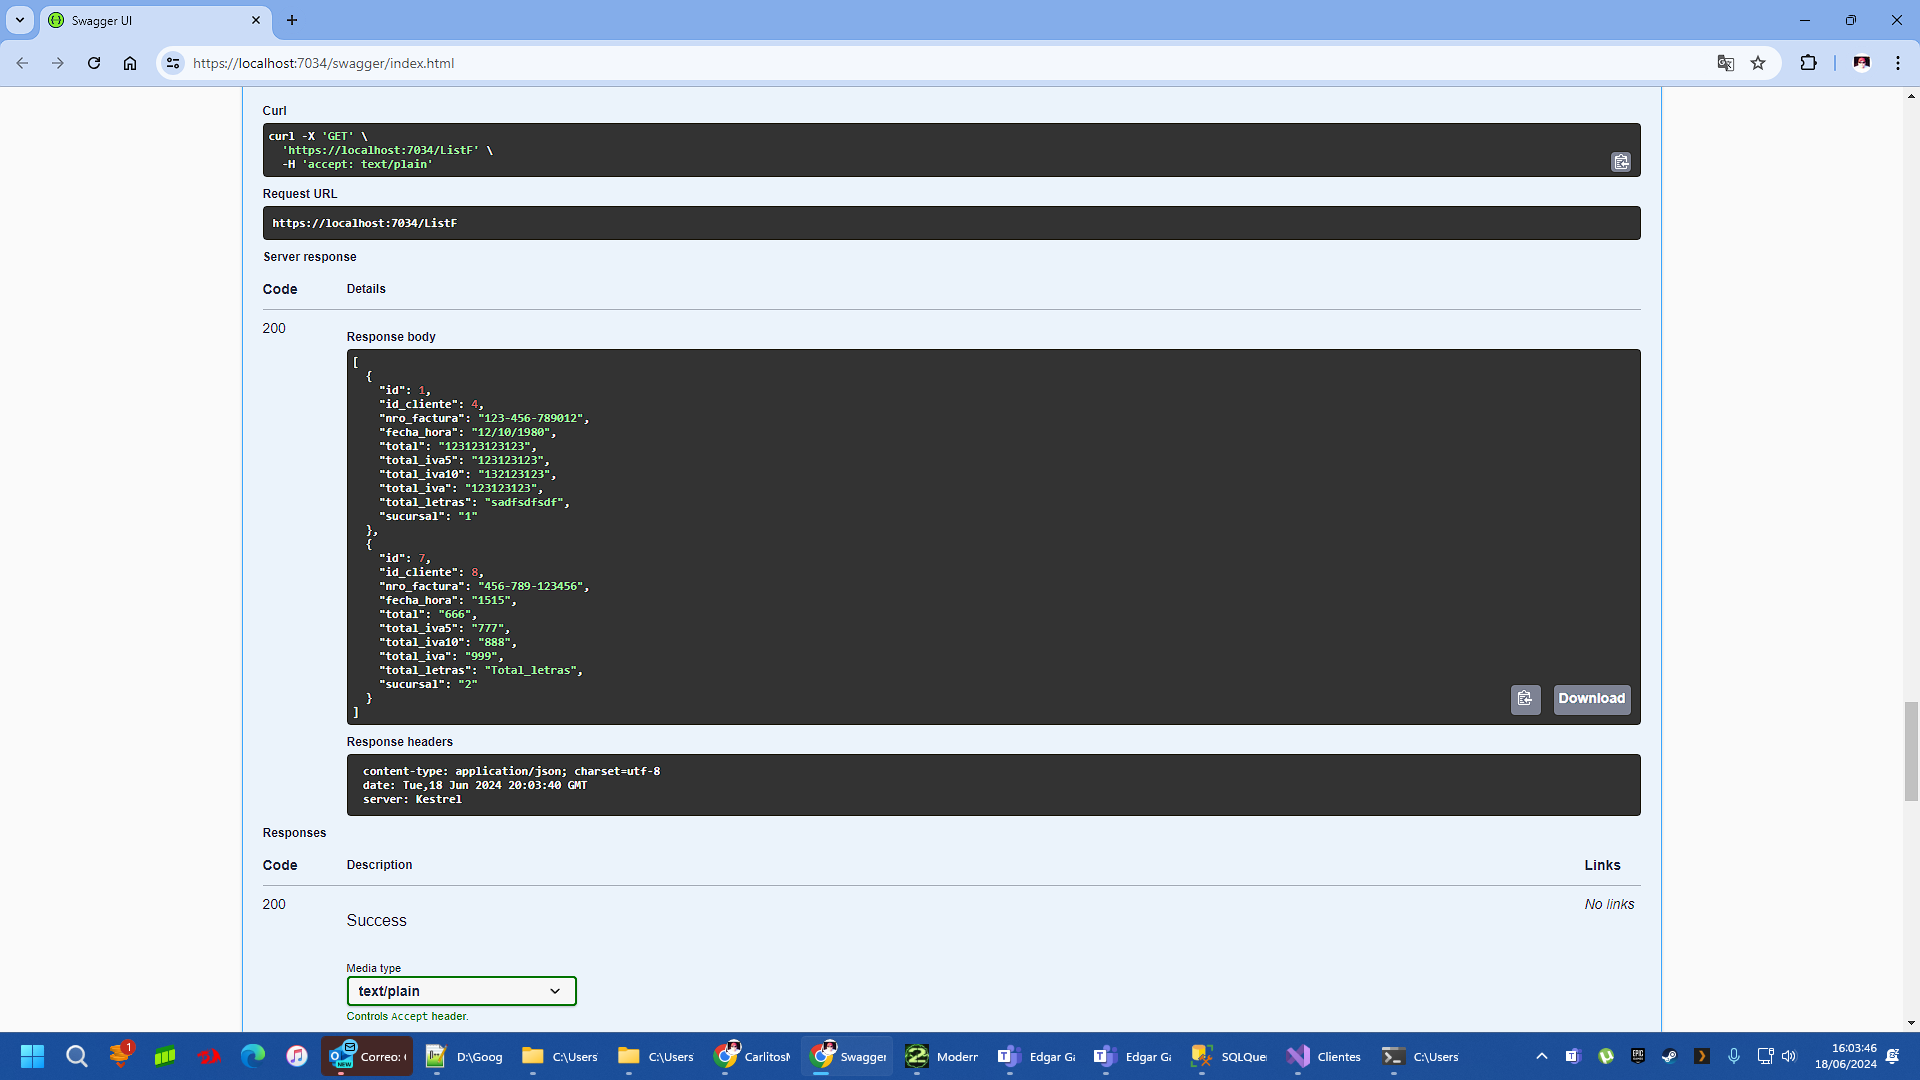 Swagger UI
https://localhost:7034/swagger/index.html
Curl
curl -X 'GET' \
'https://localhost:7034/ListF' \
-H 'accept: text/plain'
Request URL
https://localhost:7034/ListF
Server response
Code Details
200
Response body
[
{
"id": 1,
"id_cliente": 4,
"nro_factura": "123-456-789012",
"fecha_hora": "12/10/1980",
"total": "123123123123",
"total_iva5": "123123123",
"total_iva10": "132123123",
"total_iva": "123123123",
"total_letras": "sadfsdfsdf",
"sucursal": "1"
},
{
"id": 7,
"id_cliente": 8,
"nro_factura": "456-789-123456",
"fecha_hora": "1515",
"total": "666",
"total_iva5": "777",
"total_iva10": "888",
"total_iva": "999",
"total_letras": "Total_letras",
"sucursal": "2"
}
]
Download
Response headers
content-type: application/json; charset=utf-8
date: Tue,18 Jun 2024 20:03:40 GMT
server: Kestrel
Responses
Code Description Links
200 No links
Success
Media type
text/plain
Controls Accept header.
1 NEW Correo: D:\Goog C:\Users C:\Users Carlitos Swagger Modern Edgar Ga Edgar Ga SQLQue Clientes C:\Users
16:03:46
18/06/2024